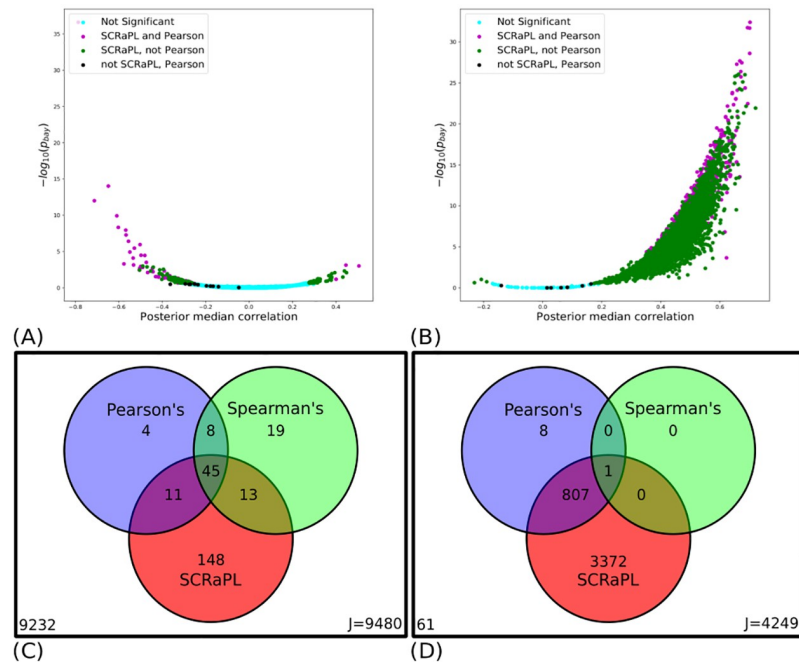 Not Significant
SCRaPL and Pearson
SCRaPL, not Pearson
not SCRaPL, Pearson
35
30
25
20
15
10
5
0
−log10(pbay)
−0.8 −0.6 −0.4 −0.2 0.0 0.2 0.4
Posterior median correlation
(A)
Not Significant
SCRaPL and Pearson
SCRaPL, not Pearson
not SCRaPL, Pearson
35
30
25
20
15
10
5
0
−log10(pbay)
−0.2 0.0 0.2 0.4 0.6
Posterior median correlation
(B)
Pearson's Spearman's
4 8 19
45
11 13
148
SCRaPL
9232 J=9480
(C)
Pearson's Spearman's
8 0 0
1
807 0
3372
SCRaPL
61 J=4249
(D)